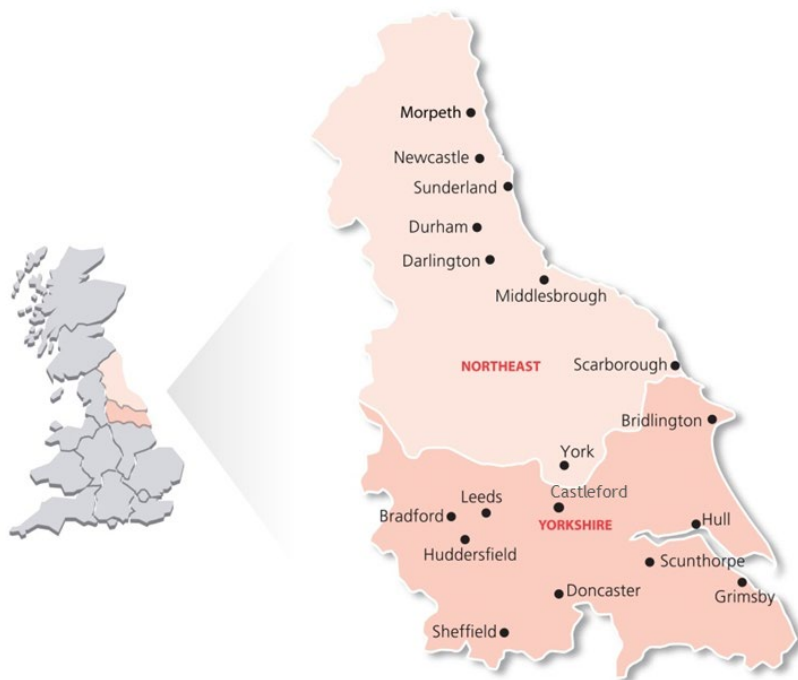 Morpeth
Newcastle
Sunderland
Durham
Darlington
Middlesbrough
NORTHEAST
Scarborough
Bridlington
York
Castleford
Leeds
Bradford
YORKSHIRE
Hull
Huddersfield
Scunthorpe
Doncaster
Grimsby
Sheffield